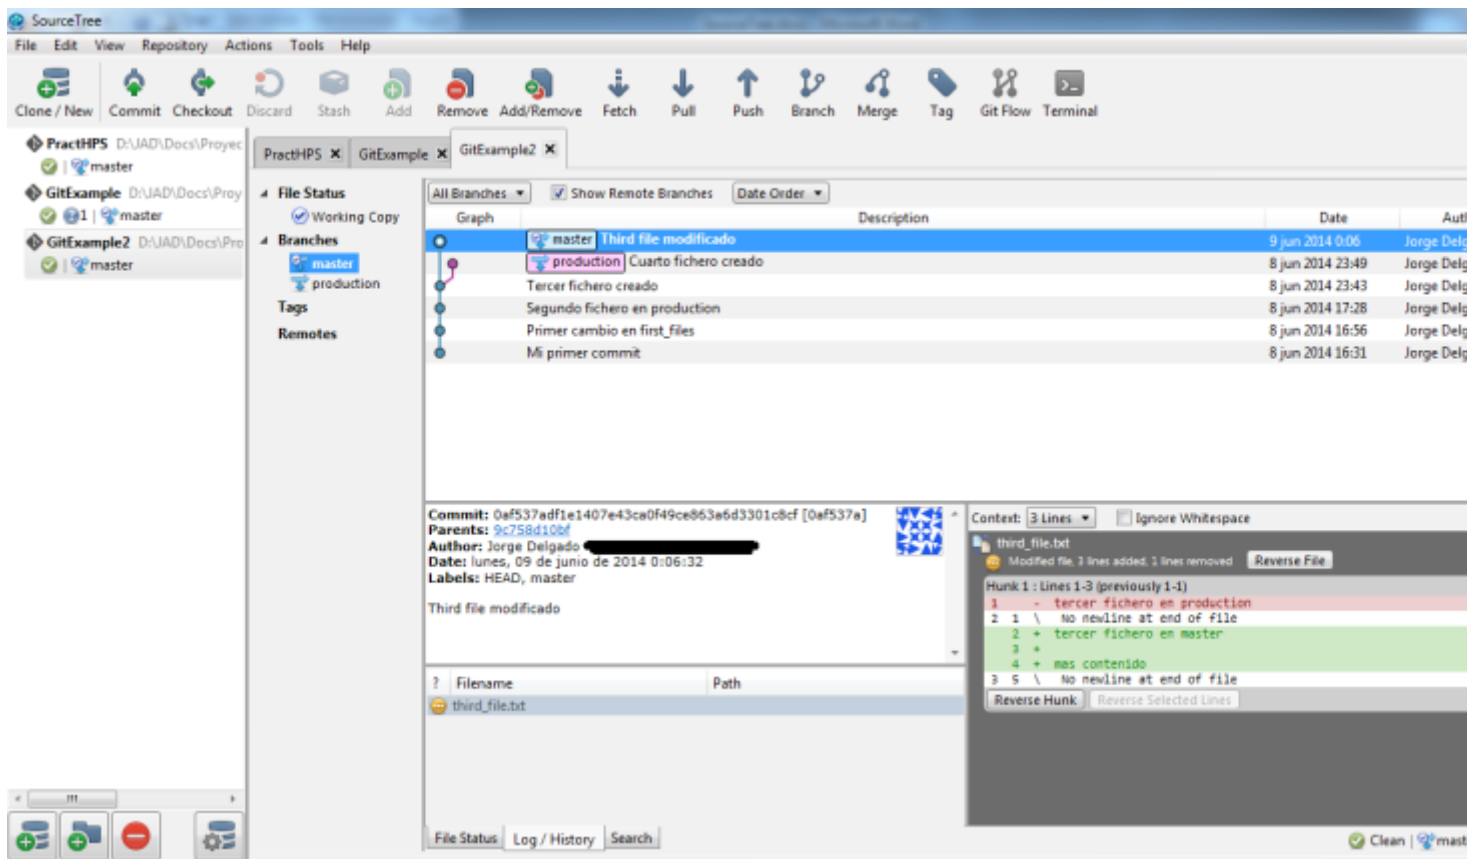 SourceTree
File Edit View Repository Actions Tools Help
Clone / New Commit Checkout Discard Stash Add Remove Add/Remove Fetch Pull Push Branch Merge Tag Git Flow Terminal
PractHPS D:\JAD\Docs\Proyec
master
GitExample D:\JAD\Docs\Proy
1 | master
GitExample2 D:\JAD\Docs\Pro
master
PractHPS GitExample GitExample2
File Status
Working Copy
Branches
master
production
Tags
Remotes
All Branches Show Remote Branches Date Order
Graph Description Date Auth
master Third file modificado 9 jun 2014 0:06 Jorge Delg
production Cuarto fichero creado 8 jun 2014 23:49 Jorge Delg
Tercer fichero creado 8 jun 2014 23:43 Jorge Delg
Segundo fichero en production 8 jun 2014 17:28 Jorge Delg
Primer cambio en first_files 8 jun 2014 16:56 Jorge Delg
Mi primer commit 8 jun 2014 16:31 Jorge Delg
Commit: 0af537adf1e1407e43ca0f49ce863a6d3301c8cf [0af537a]
Parents: 9c758d10bf
Author: Jorge Delgado
Date: lunes, 09 de junio de 2014 0:06:32
Labels: HEAD, master
Third file modificado
? Filename Path
third_file.txt
Context: 3 Lines Ignore Whitespace
third_file.txt
Modified file, 3 lines added, 1 lines removed Reverse File
Hunk 1 : Lines 1-3 (previously 1-1)
1 - tercer fichero en production
2 1 \ No newline at end of file
2 + tercer fichero en master
3 +
4 + mas contenido
3 5 \ No newline at end of file
Reverse Hunk Reverse Selected Lines
File Status Log / History Search
Clean | mast